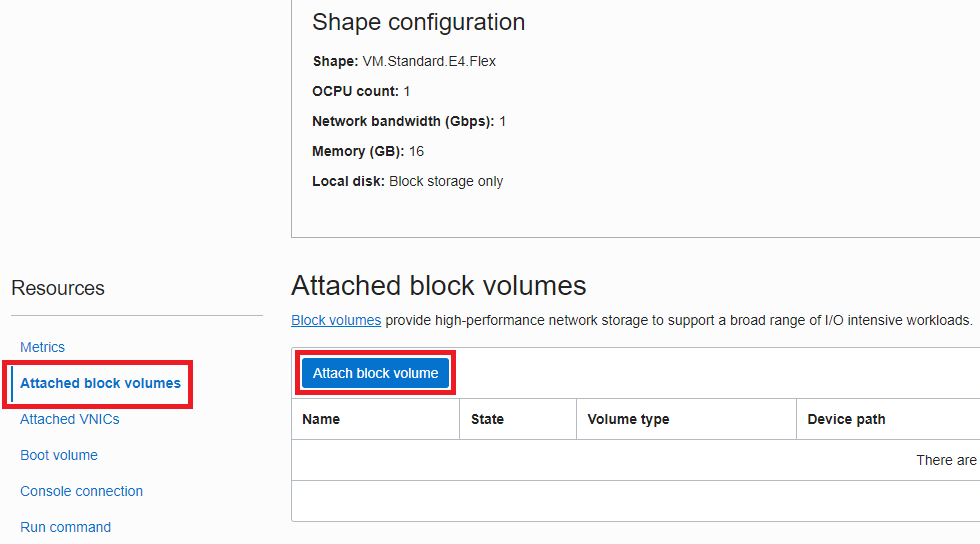 Shape configuration
Shape: VM.Standard.E4.Flex
OCPU count: 1
Network bandwidth (Gbps): 1
Memory (GB): 16
Local disk: Block storage only
Resources
Metrics
Attached block volumes
Attached VNICs
Boot volume
Console connection
Run command
Attached block volumes
Block volumes provide high-performance network storage to support a broad range of I/O intensive workloads.
Attach block volume
Name State Volume type Device path
There are